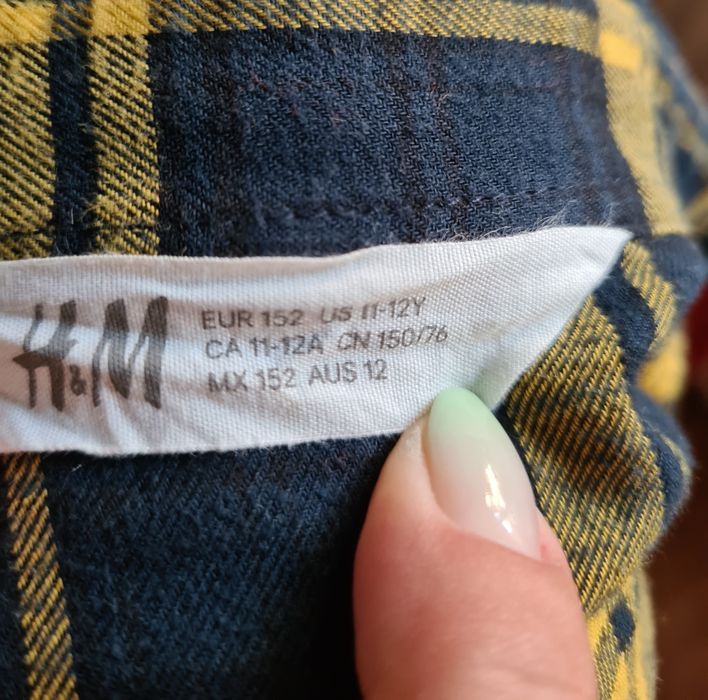 H&M
EUR 152 US 11-12Y
CA 11-12A CN 150/76
MX 152 AUS 12